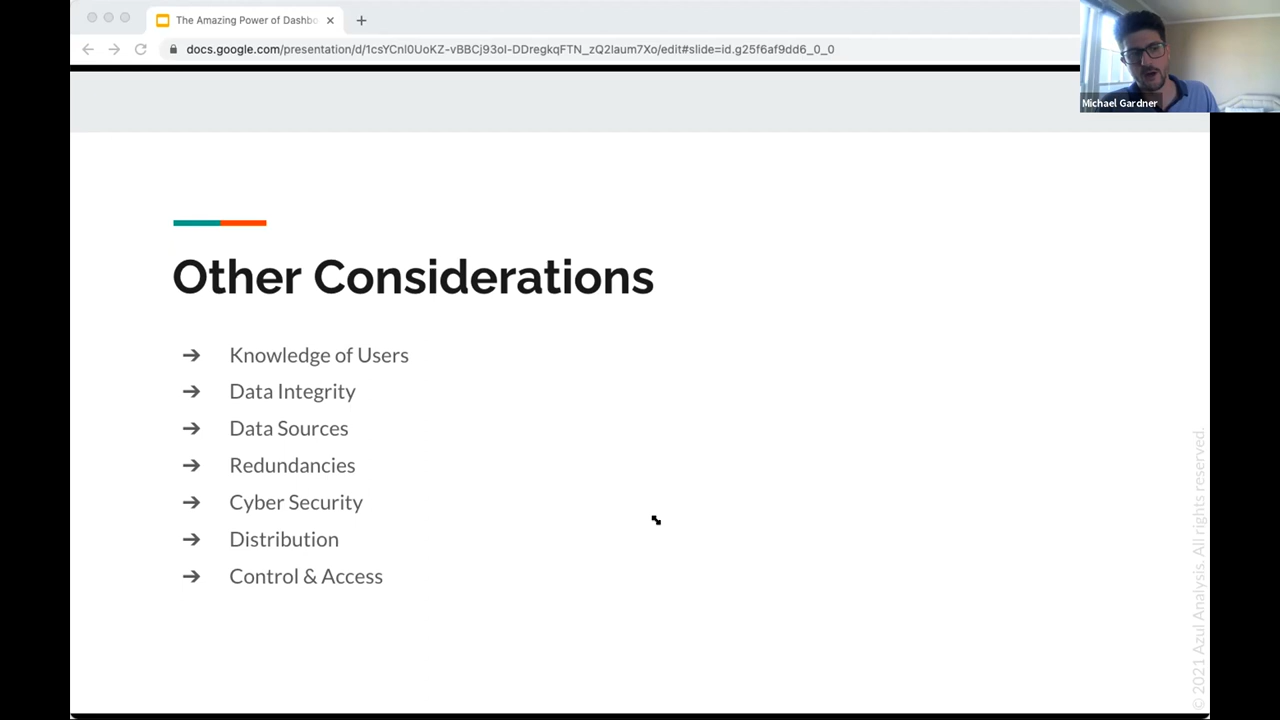 The Amazing Power of Dashbo
docs.google.com/presentation/d/1csYCnl0UoKZ-vBBCj93oI-DDregkqFTN_zQ2laum7Xo/edit#slide=id.g25f6af9dd6_0_0
Michael Gardner
Other Considerations
➔ Knowledge of Users
➔ Data Integrity
➔ Data Sources
➔ Redundancies
➔ Cyber Security
➔ Distribution
➔ Control & Access
© 2021 Azul Analysis. All rights reserved.